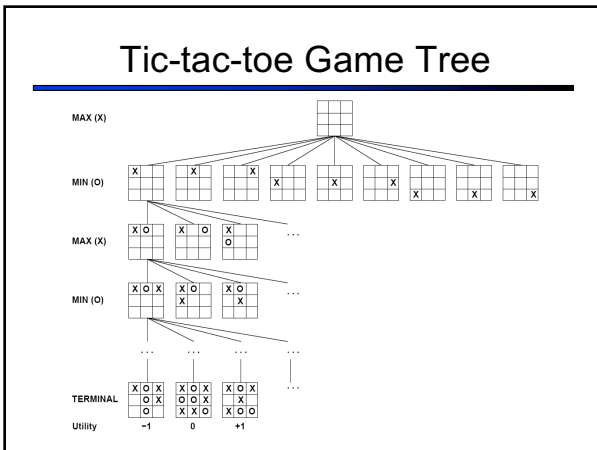 Tic-tac-toe Game Tree
MAX (X)
MIN (O)
X X X X X X X X X
MAX (X)
X O X O X
O
. . .
MIN (O)
X O X X O X O
X X
. . .
. . . . . . . . . . . .
TERMINAL
X O X X O X X O X
O X O O X X
O X X O X O O
. . .
Utility −1 0 +1